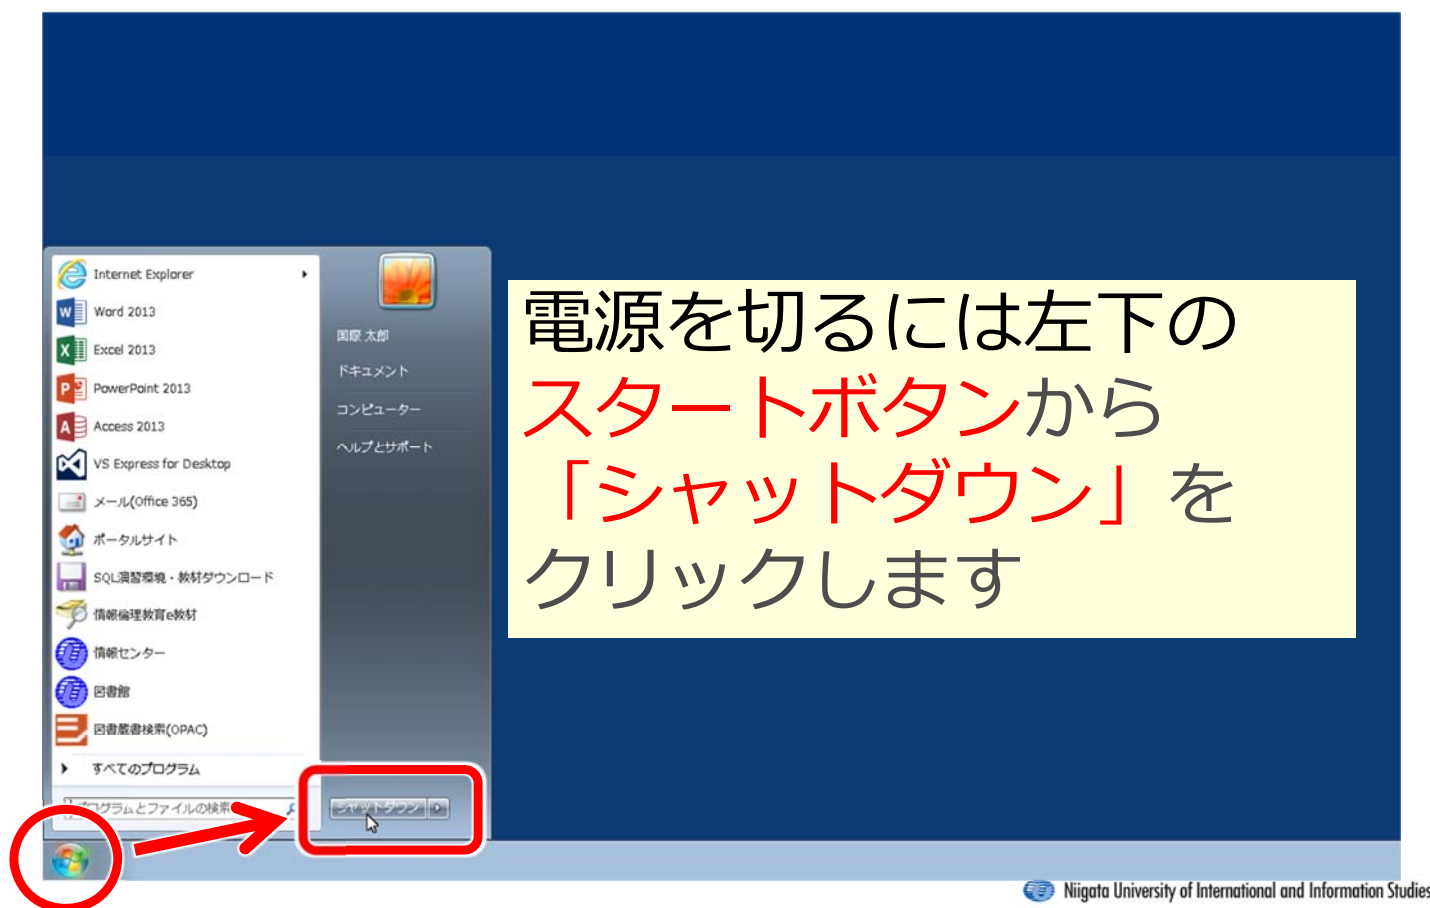 Internet Explorer
Word 2013
Excel 2013
PowerPoint 2013
Access 2013
VS Express for Desktop
メール(Office 365)
ポータルサイト
SQL演習環境・教材ダウンロード
情報倫理教育e教材
情報センター
図書館
図書蔵書検索(OPAC)
すべてのプログラム
プログラムとファイルの検索
国際 太郎
ドキュメント
コンピューター
ヘルプとサポート
シャットダウン
電源を切るには左下の
スタートボタンから
「シャットダウン」を
クリックします
Niigata University of International and Information Studies